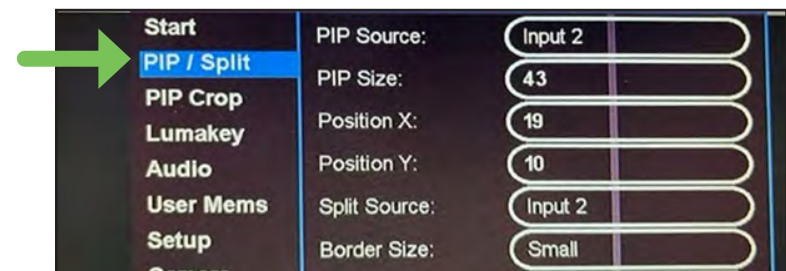 Start
PIP / Split
PIP Crop
Lumakey
Audio
User Mems
Setup
PIP Source: Input 2
PIP Size: 43
Position X: 19
Position Y: 10
Split Source: Input 2
Border Size: Small